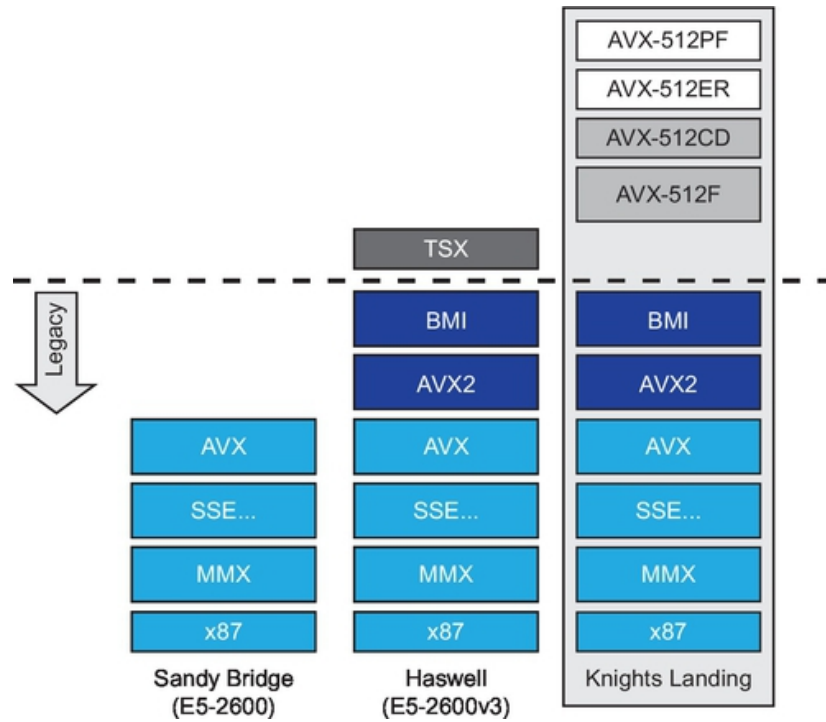 AVX-512PF
AVX-512ER
AVX-512CD
AVX-512F
TSX
Legacy
BMI
BMI
AVX2
AVX2
AVX
AVX
AVX
SSE...
SSE...
SSE...
MMX
MMX
MMX
x87
x87
x87
Sandy Bridge
(E5-2600)
Haswell
(E5-2600v3)
Knights Landing